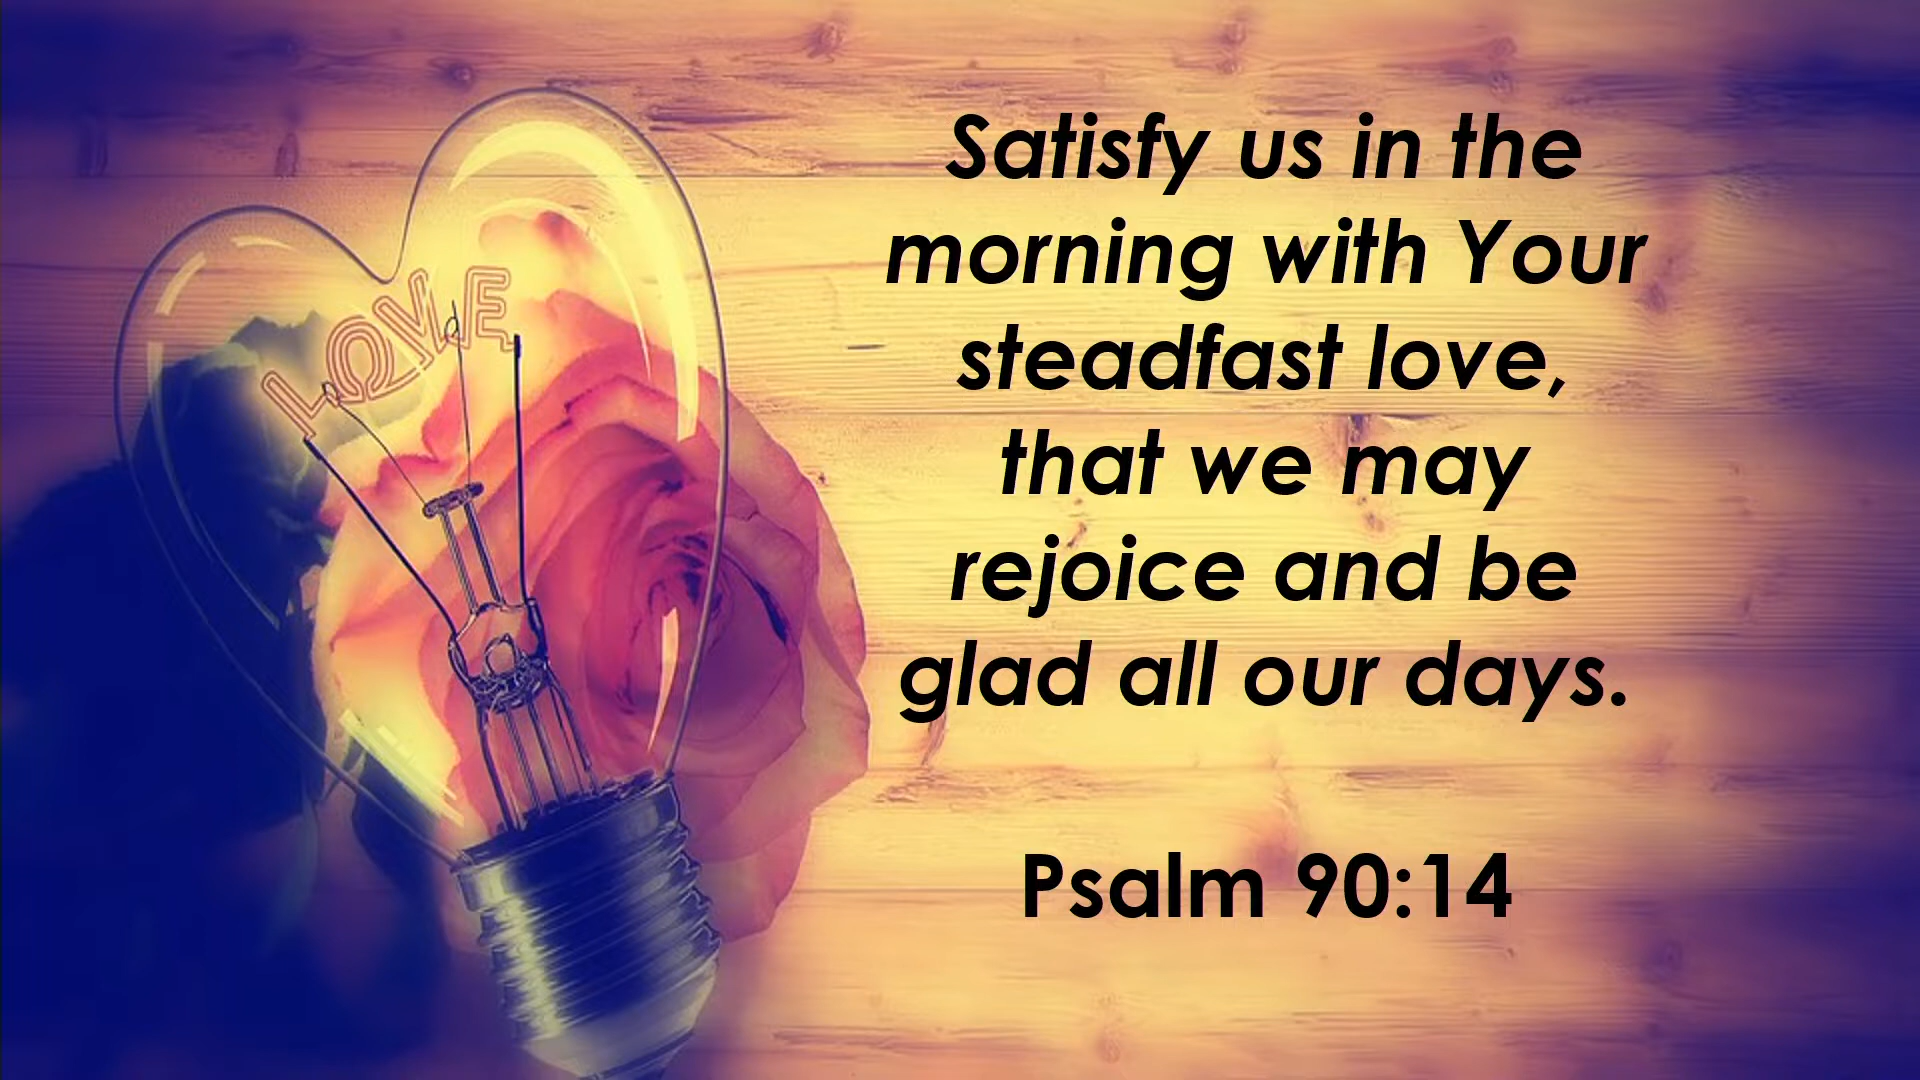 LOVE
Satisfy us in the
morning with Your
steadfast love,
that we may
rejoice and be
glad all our days.
Psalm 90:14